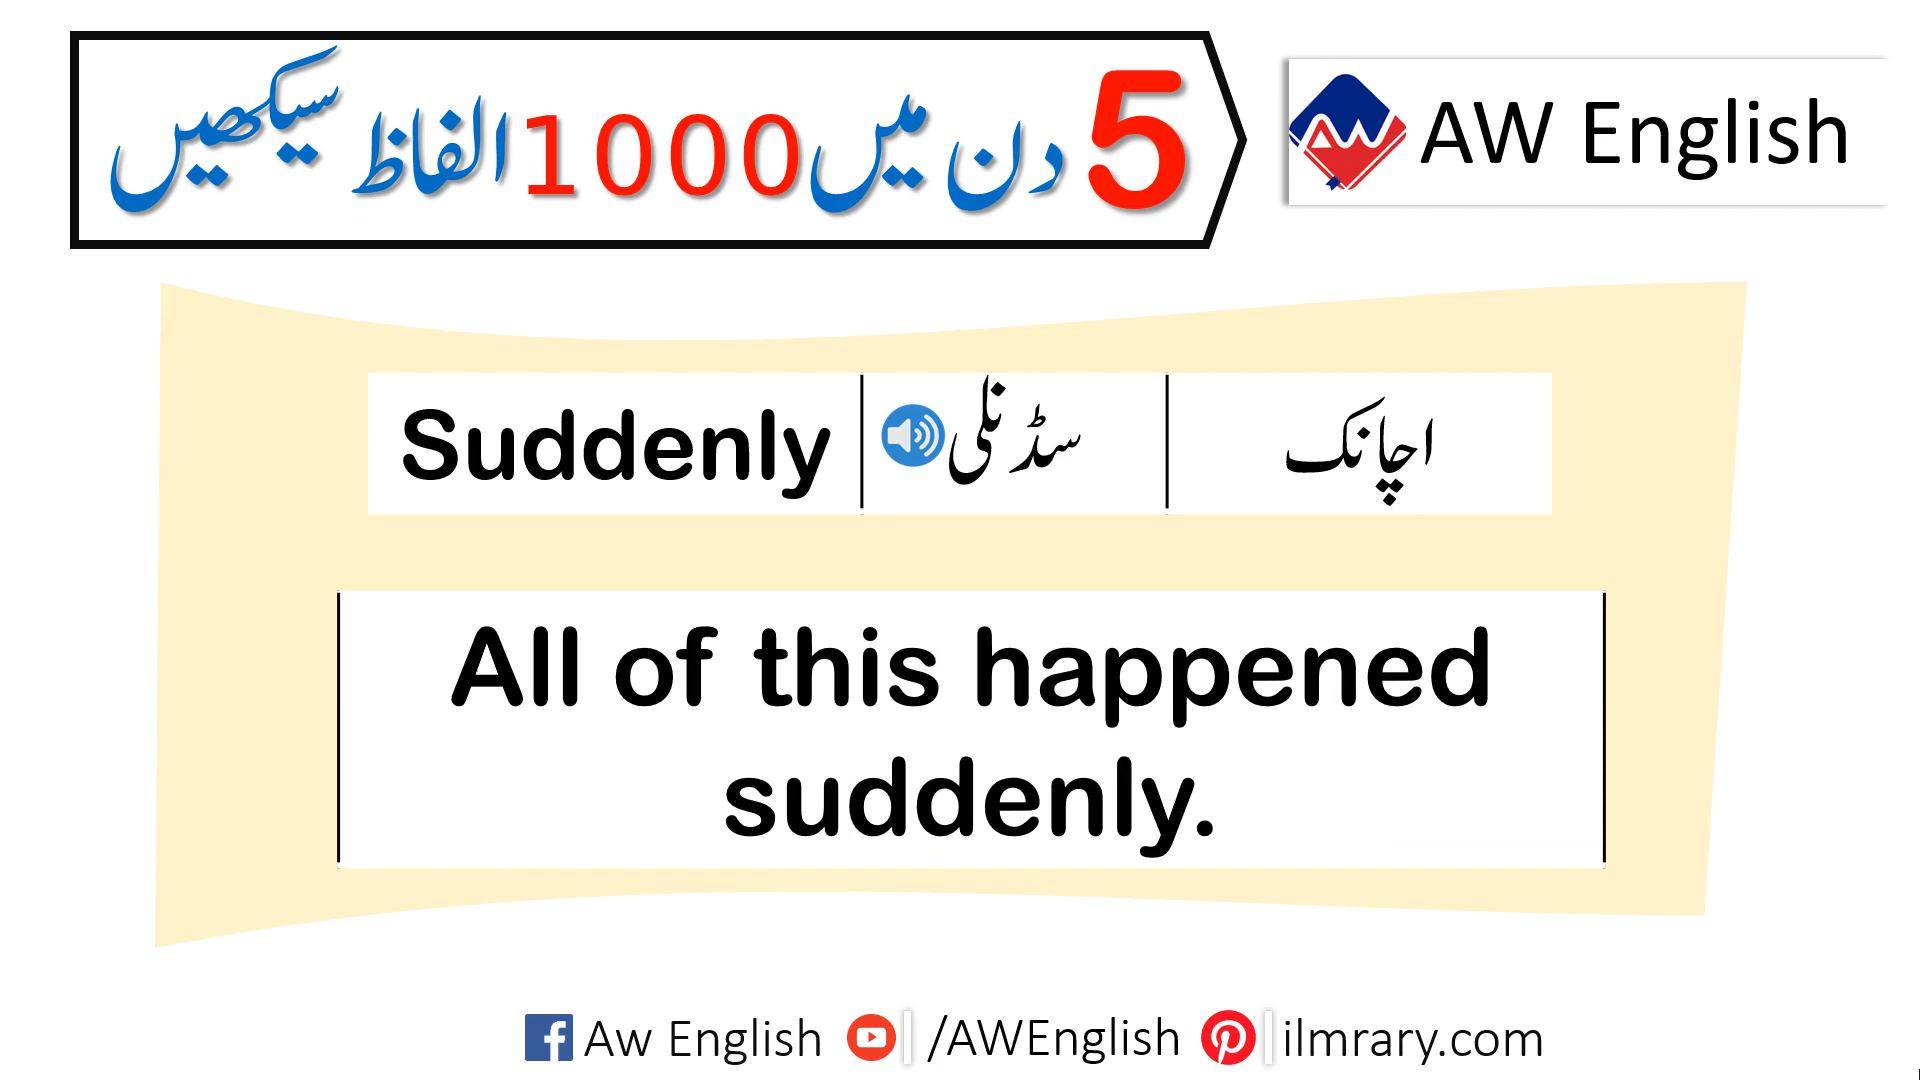 5 دن میں 1000 الفاظ سیکھیں
AW English
Suddenly سڈنلی اچانک
All of this happened
suddenly.
Aw English /AWEnglish ilmrary.com